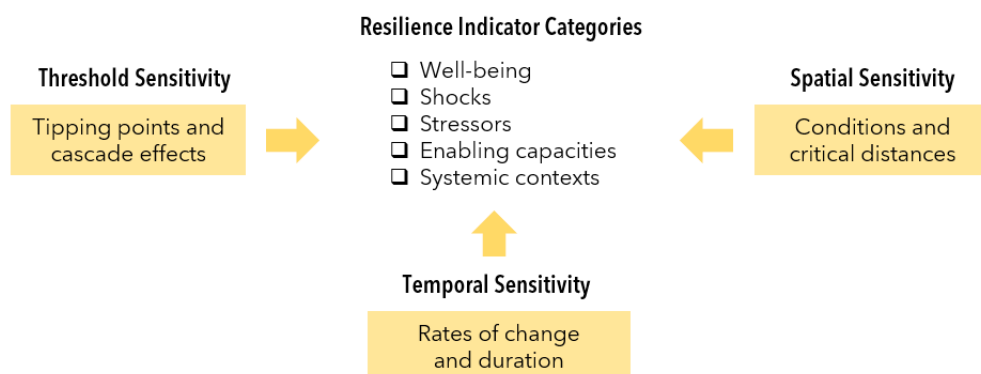 Resilience Indicator Categories
❑ Well-being
❑ Shocks
❑ Stressors
❑ Enabling capacities
❑ Systemic contexts
Threshold Sensitivity
Tipping points and
cascade effects
Spatial Sensitivity
Conditions and
critical distances
Temporal Sensitivity
Rates of change
and duration